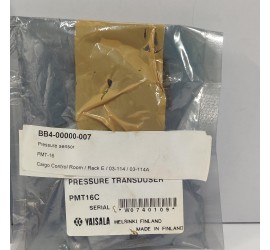 BB4-00000-007
Pressure sensor
PMT-16
Cargo Control Room / Rack E / 03-114 / 03-114A
PRESSURE TRANSDUSER
PMT16C
SERIAL
VAISALA
HELSINKI FINLAND
MADE IN FINLAND